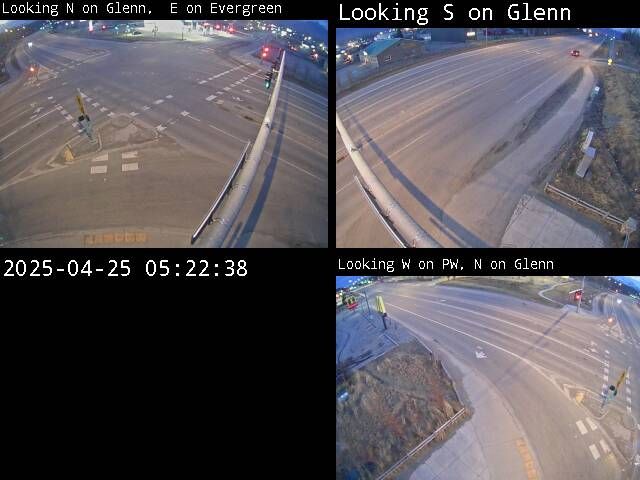 Looking N on Glenn,  E on Evergreen
Looking S on Glenn
2025-04-25 05:22:38
Looking W on PW, N on Glenn